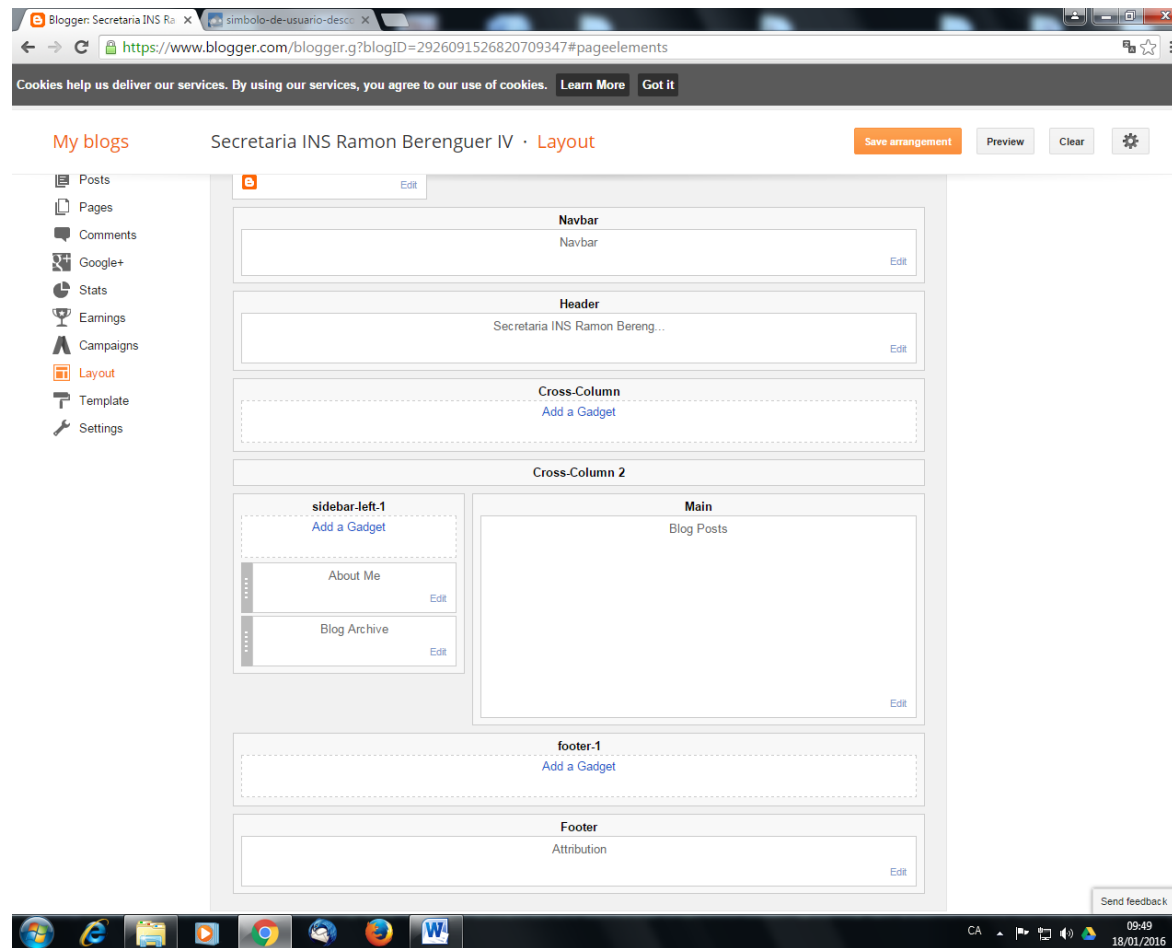 Blogger: Secretaria INS Ra
simbolo-de-usuario-desco
https://www.blogger.com/blogger.g?blogID=2926091526820709347#pageelements
Cookies help us deliver our services. By using our services, you agree to our use of cookies. Learn More Got it
My blogs
Secretaria INS Ramon Berenguer IV · Layout
Save arrangement
Preview
Clear
Posts
Pages
Comments
Google+
Stats
Earnings
Campaigns
Layout
Template
Settings
Edit
Navbar
Navbar
Edit
Header
Secretaria INS Ramon Bereng...
Edit
Cross-Column
Add a Gadget
Cross-Column 2
sidebar-left-1
Add a Gadget
About Me
Edit
Blog Archive
Edit
Main
Blog Posts
Edit
footer-1
Add a Gadget
Footer
Attribution
Edit
Send feedback
CA
09:49
18/01/2016